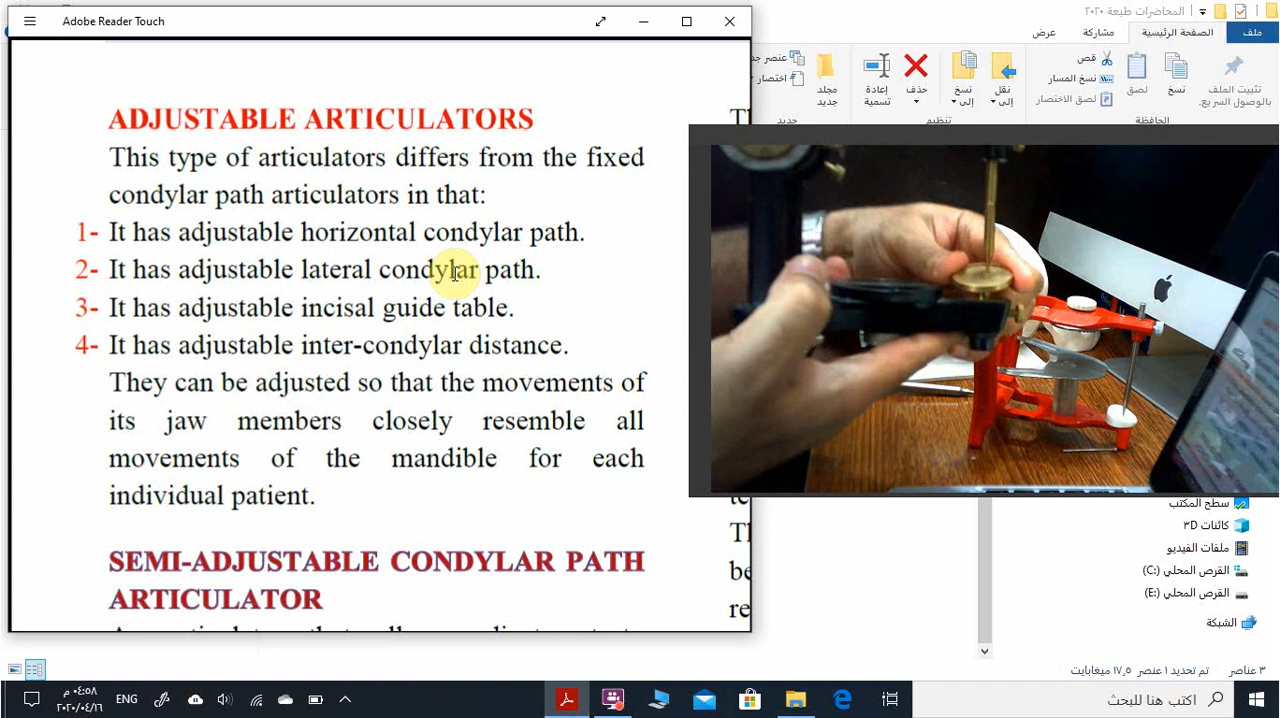 Adobe Reader Touch
ADJUSTABLE ARTICULATORS
This type of articulators differs from the fixed
condylar path articulators in that:
1- It has adjustable horizontal condylar path.
2- It has adjustable lateral condylar path.
3- It has adjustable incisal guide table.
4- It has adjustable inter-condylar distance.
They can be adjusted so that the movements of
its jaw members closely resemble all
movements of the mandible for each
individual patient.
SEMI-ADJUSTABLE CONDYLAR PATH
ARTICULATOR
المحاضرات طبعة ٢٠٢٠
ملف
الصفحة الرئيسية
مشاركة
عرض
تثبيت الملف
بالوصول السريع.
نسخ
لصق
قص
نسخ المسار
لصق الاختصار
الحافظة
نقل
إلى
نسخ
إلى
حذف
إعادة
تسمية
تنظيم
مجلد
جديد
عنصر
جديد
سطح المكتب
كائنات ٣D
ملفات الفيديو
القرص المحلي (C:)
القرص المحلي (E:)
الشبكة
٣ عناصر
تم تحديد ١ عنصر ١٧,٥ ميغابايت
اكتب هنا للبحث
ENG
٠٤:٥٨ م
٢٠٢٠/٠٤/٢٦